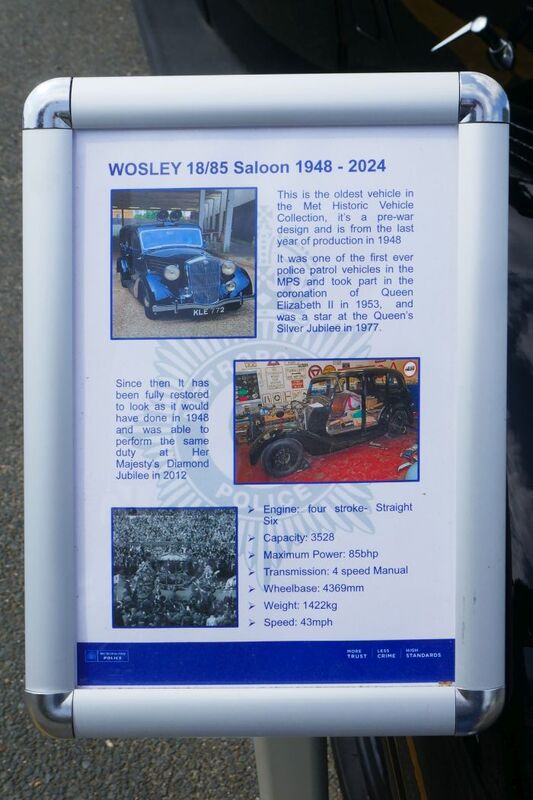 WOSLEY 18/85 Saloon 1948 - 2024
This is the oldest vehicle in
the Met Historic Vehicle
Collection, it's a pre-war
design and is from the last
year of production in 1948
It was one of the first ever
police patrol vehicles in the
MPS and took part in the
coronation of Queen
Elizabeth II in 1953, and
was a star at the Queen's
Silver Jubilee in 1977.
KLE 772
Since then It has
been fully restored
to look as it would
have done in 1948
and was able to
perform the same
duty at Her
Majesty's Diamond
Jubilee in 2012
POLICE
➢ Engine: four stroke- Straight
Six
➢ Capacity: 3528
➢ Maximum Power: 85bhp
➢ Transmission: 4 speed Manual
➢ Wheelbase: 4369mm
➢ Weight: 1422kg
➢ Speed: 43mph
METROPOLITAN
POLICE
MORE
TRUST
LESS
CRIME
HIGH
STANDARDS